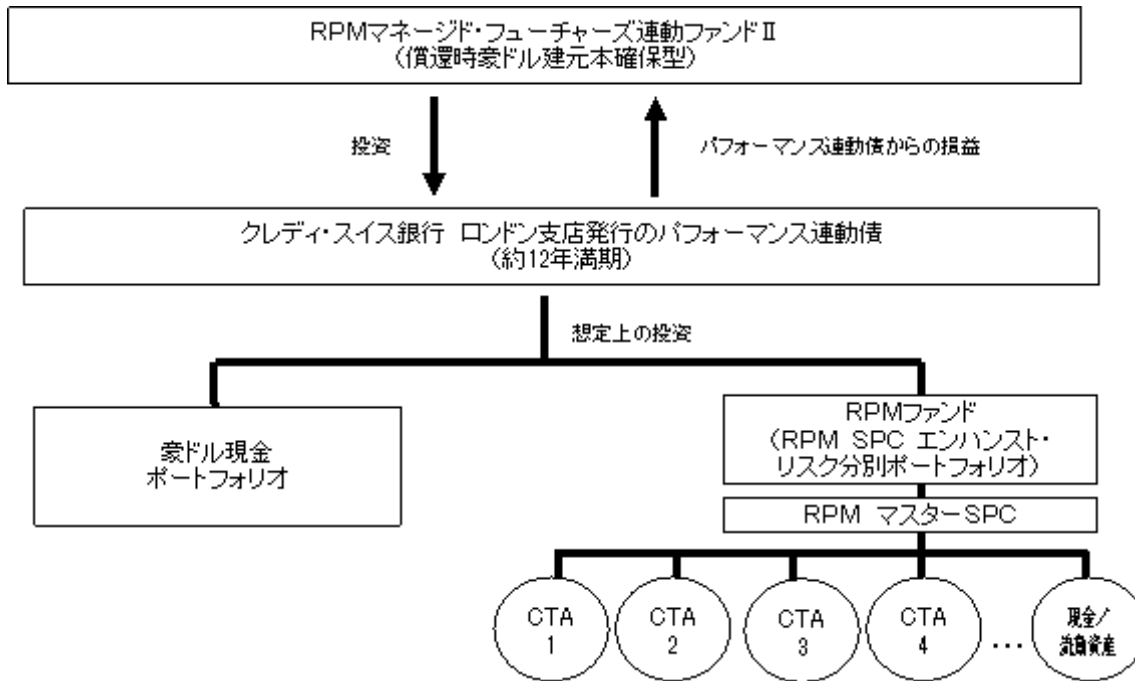 RPMマネージド・フューチャーズ連動ファンドⅡ
（償還時豪ドル建元本確保型）
投資
パフォーマンス連動債からの損益
クレディ・スイス銀行 ロンドン支店発行のパフォーマンス連動債
（約12年満期）
想定上の投資
豪ドル現金
ポートフォリオ
RPMファンド
（RPM SPC エンハンスト・
リスク分別ポートフォリオ）
RPM マスターSPC
CTA
1
CTA
2
CTA
3
CTA
4
...
現金／
流動資産